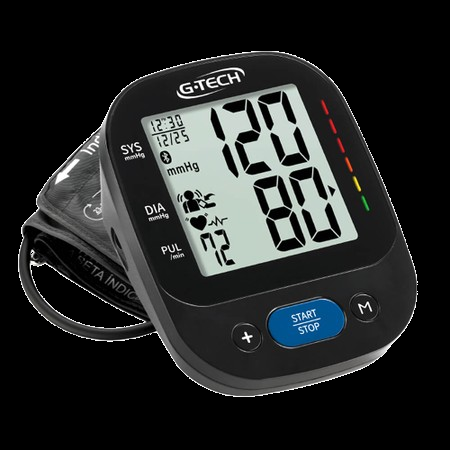 G-TECH
12:30
12/25
SYS
mmHg
mmHg
120
DIA
mmHg
80
PUL
/min
72
START
STOP
+
M